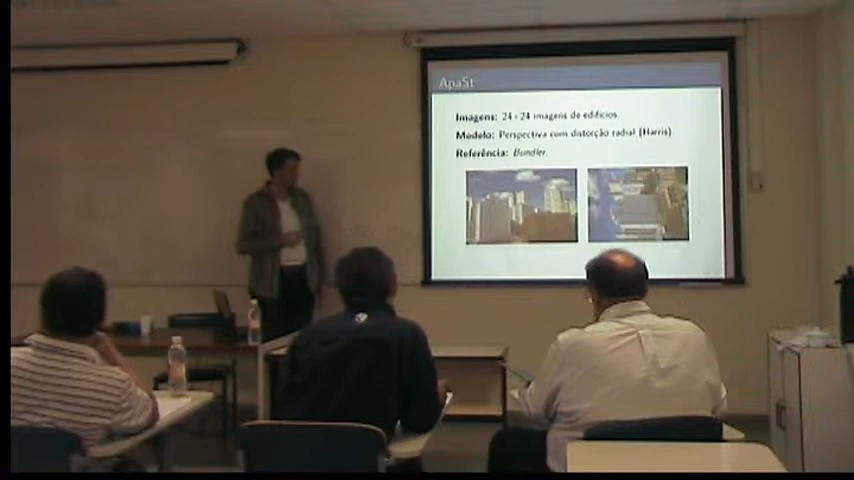 ApaSt
Imagens: 24+24 imagens de edifícios.
Modelo: Perspectiva com distorção radial (Harris).
Referência: Bundler.